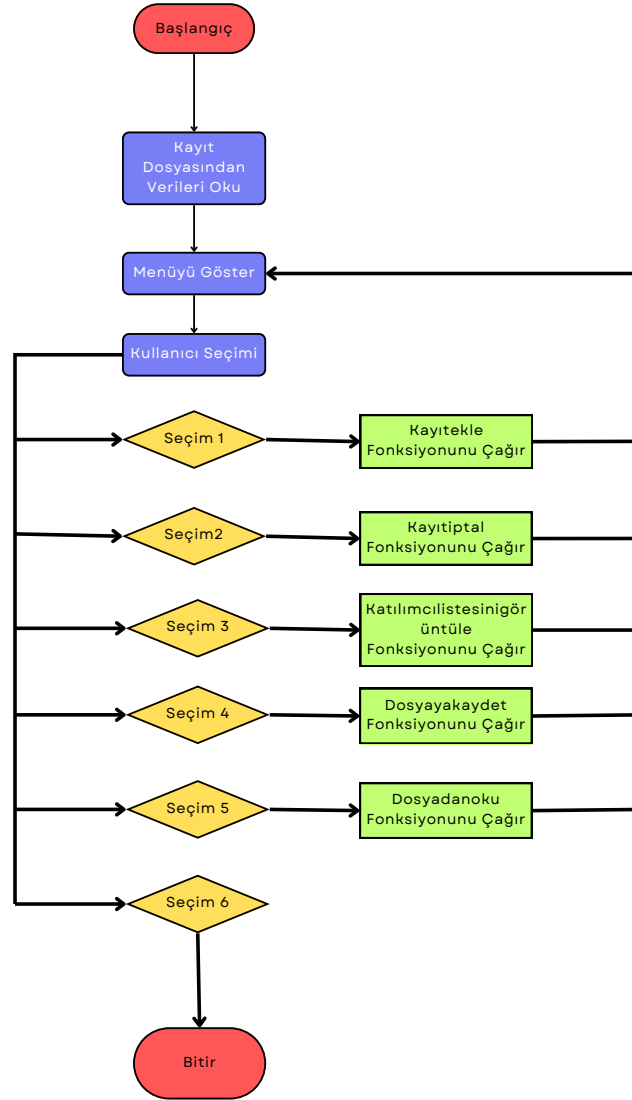 Başlangıç
Kayıt
Dosyasından
Verileri Oku
Menüyü Göster
Kullanıcı Seçimi
Seçim 1
Kayıtekle
Fonksiyonunu Çağır
Seçim2
Kayıtiptal
Fonksiyonunu Çağır
Seçim 3
Katılımcılistesinigör
üntüle
Fonksiyonunu Çağır
Seçim 4
Dosyayakaydet
Fonksiyonunu Çağır
Seçim 5
Dosyadanoku
Fonksiyonunu Çağır
Seçim 6
Bitir